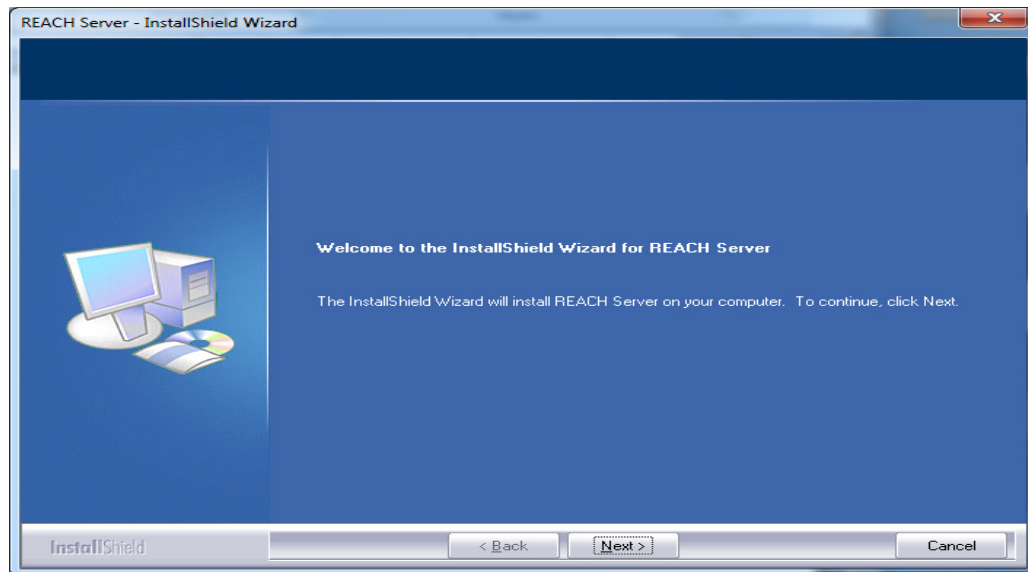 REACH Server - InstallShield Wizard
Welcome to the InstallShield Wizard for REACH Server
The InstallShield Wizard will install REACH Server on your computer. To continue, click Next.
InstallShield
< Back
Next >
Cancel